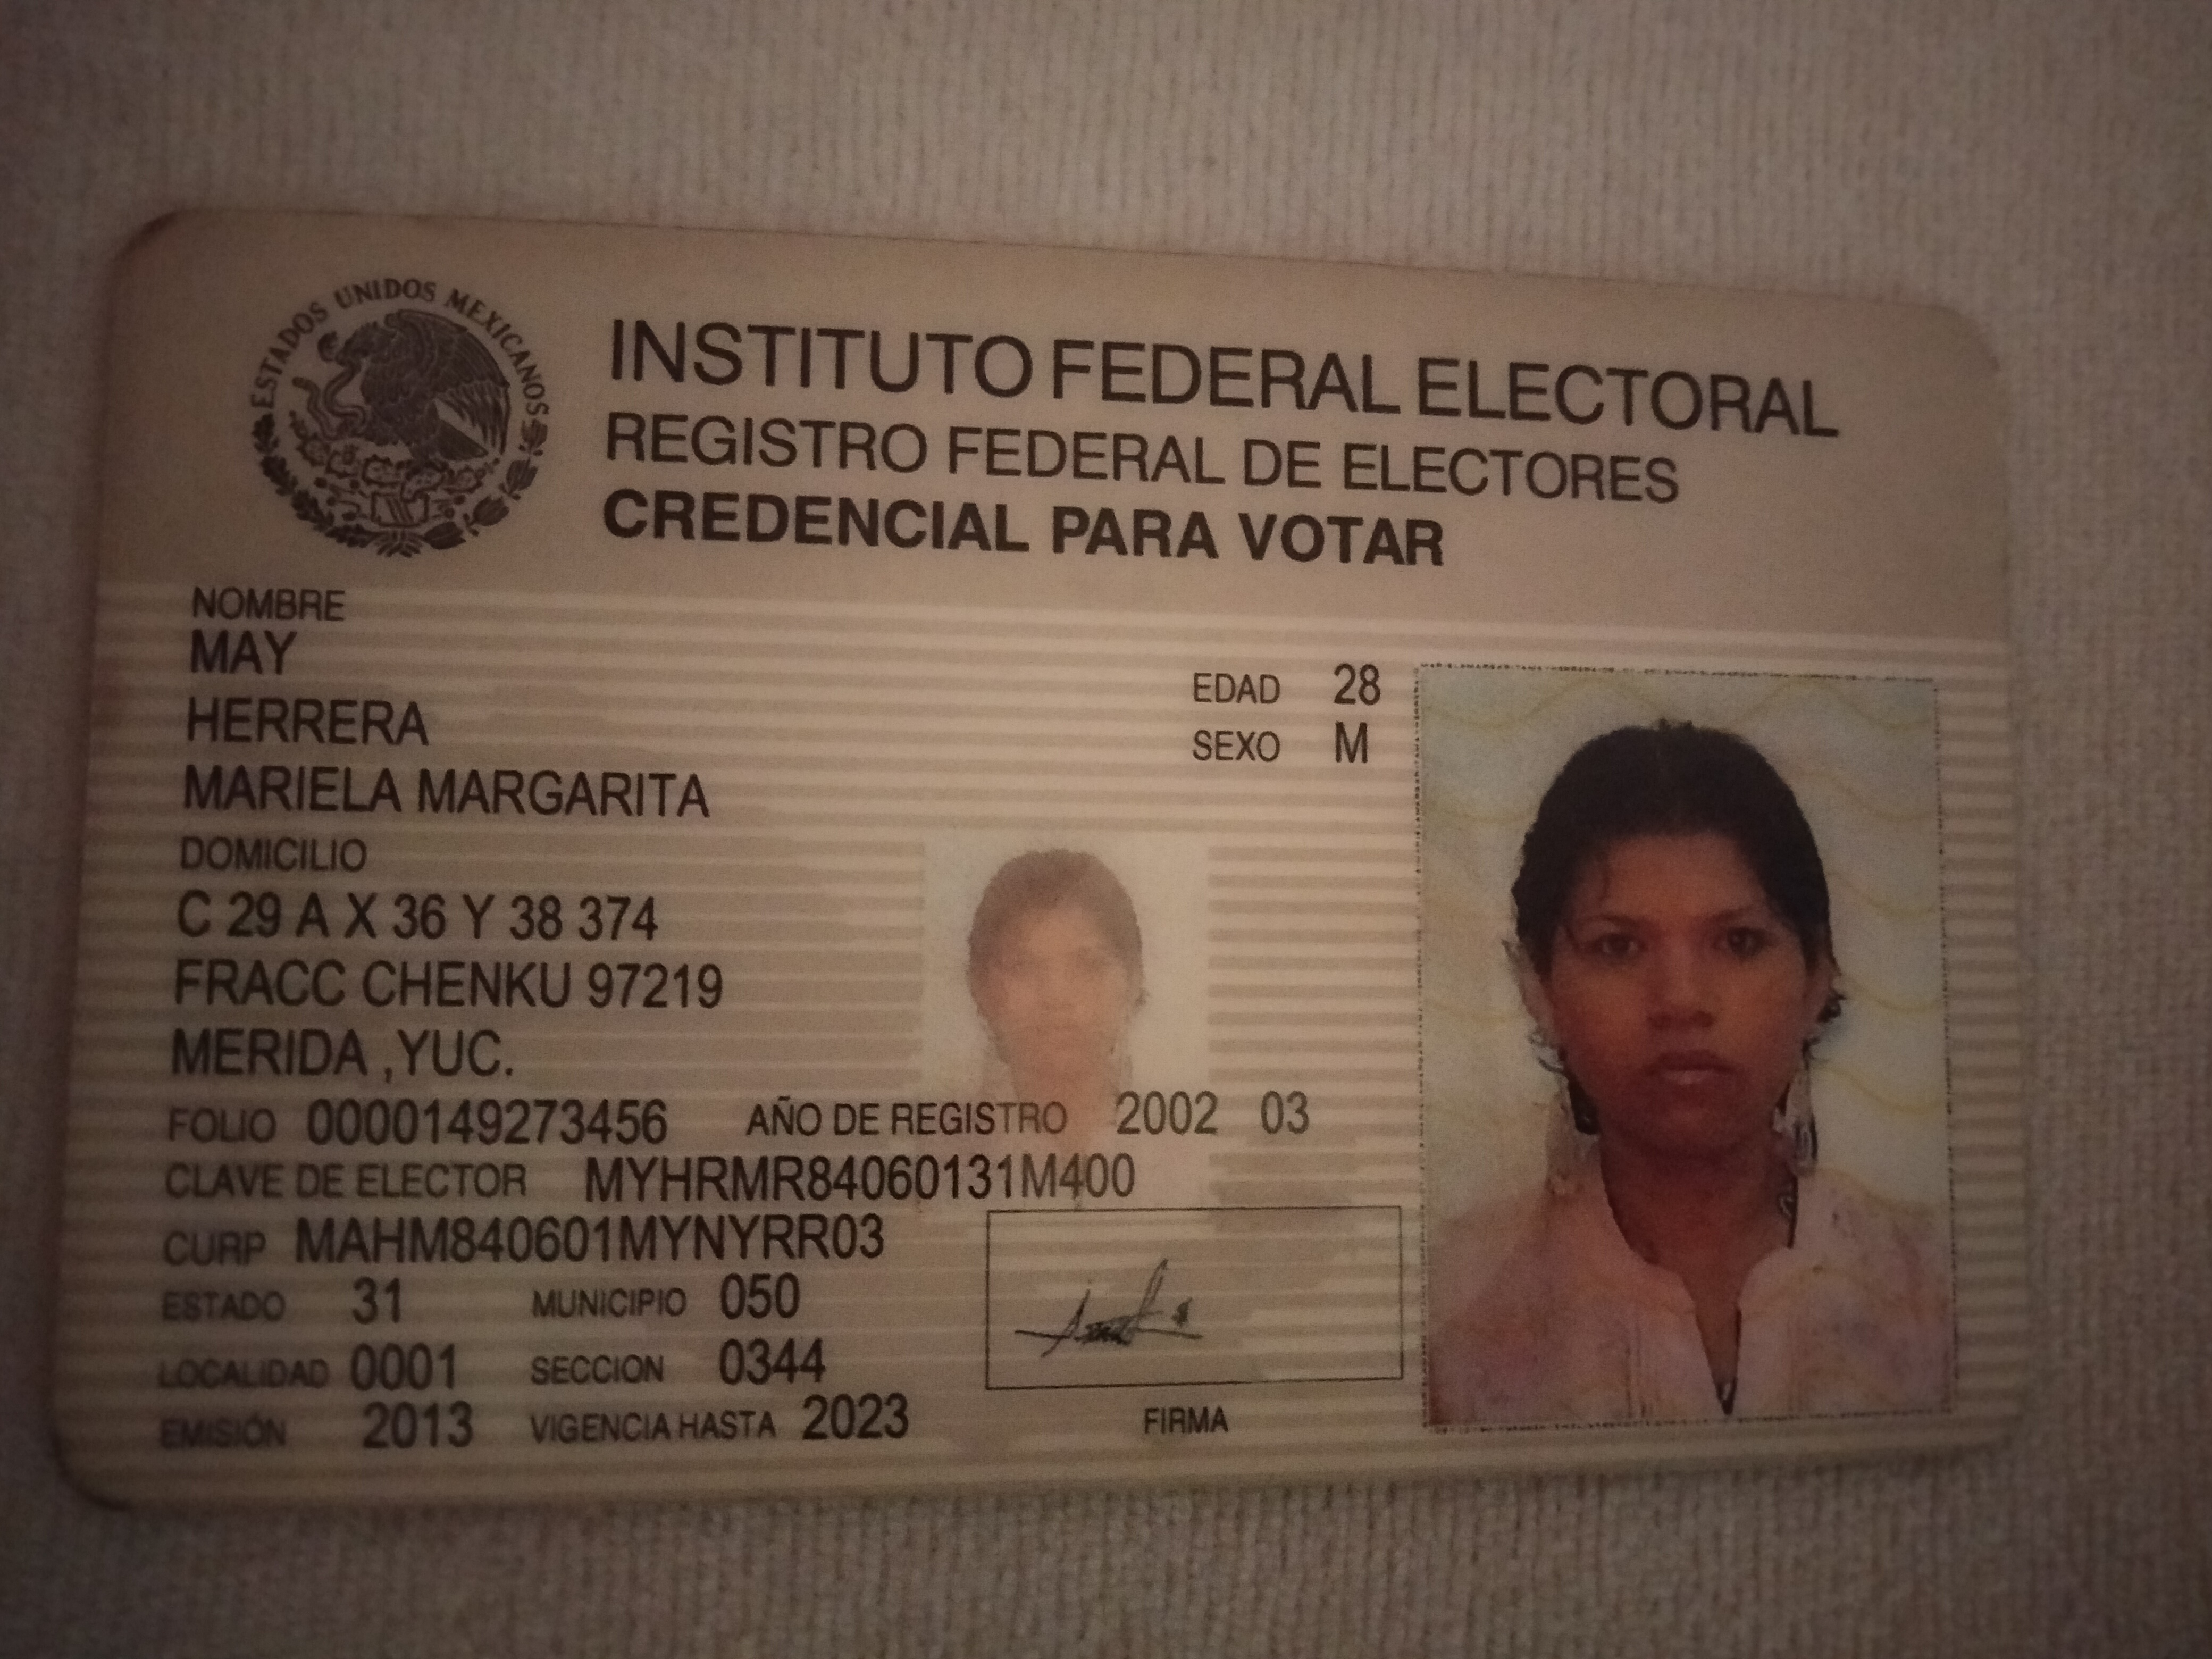 ESTADOS UNIDOS MEXICANOS
INSTITUTO FEDERAL ELECTORAL
REGISTRO FEDERAL DE ELECTORES
CREDENCIAL PARA VOTAR
NOMBRE
MAY
HERRERA
MARIELA MARGARITA
EDAD 28
SEXO M
DOMICILIO
C 29 A X 36 Y 38 374
FRACC CHENKU 97219
MERIDA ,YUC.
FOLIO 0000149273456 AÑO DE REGISTRO 2002 03
CLAVE DE ELECTOR MYHRMR84060131M400
CURP MAHM840601MYNYRR03
ESTADO 31 MUNICIPIO 050
LOCALIDAD 0001 SECCION 0344
EMISIÓN 2013 VIGENCIA HASTA 2023
FIRMA